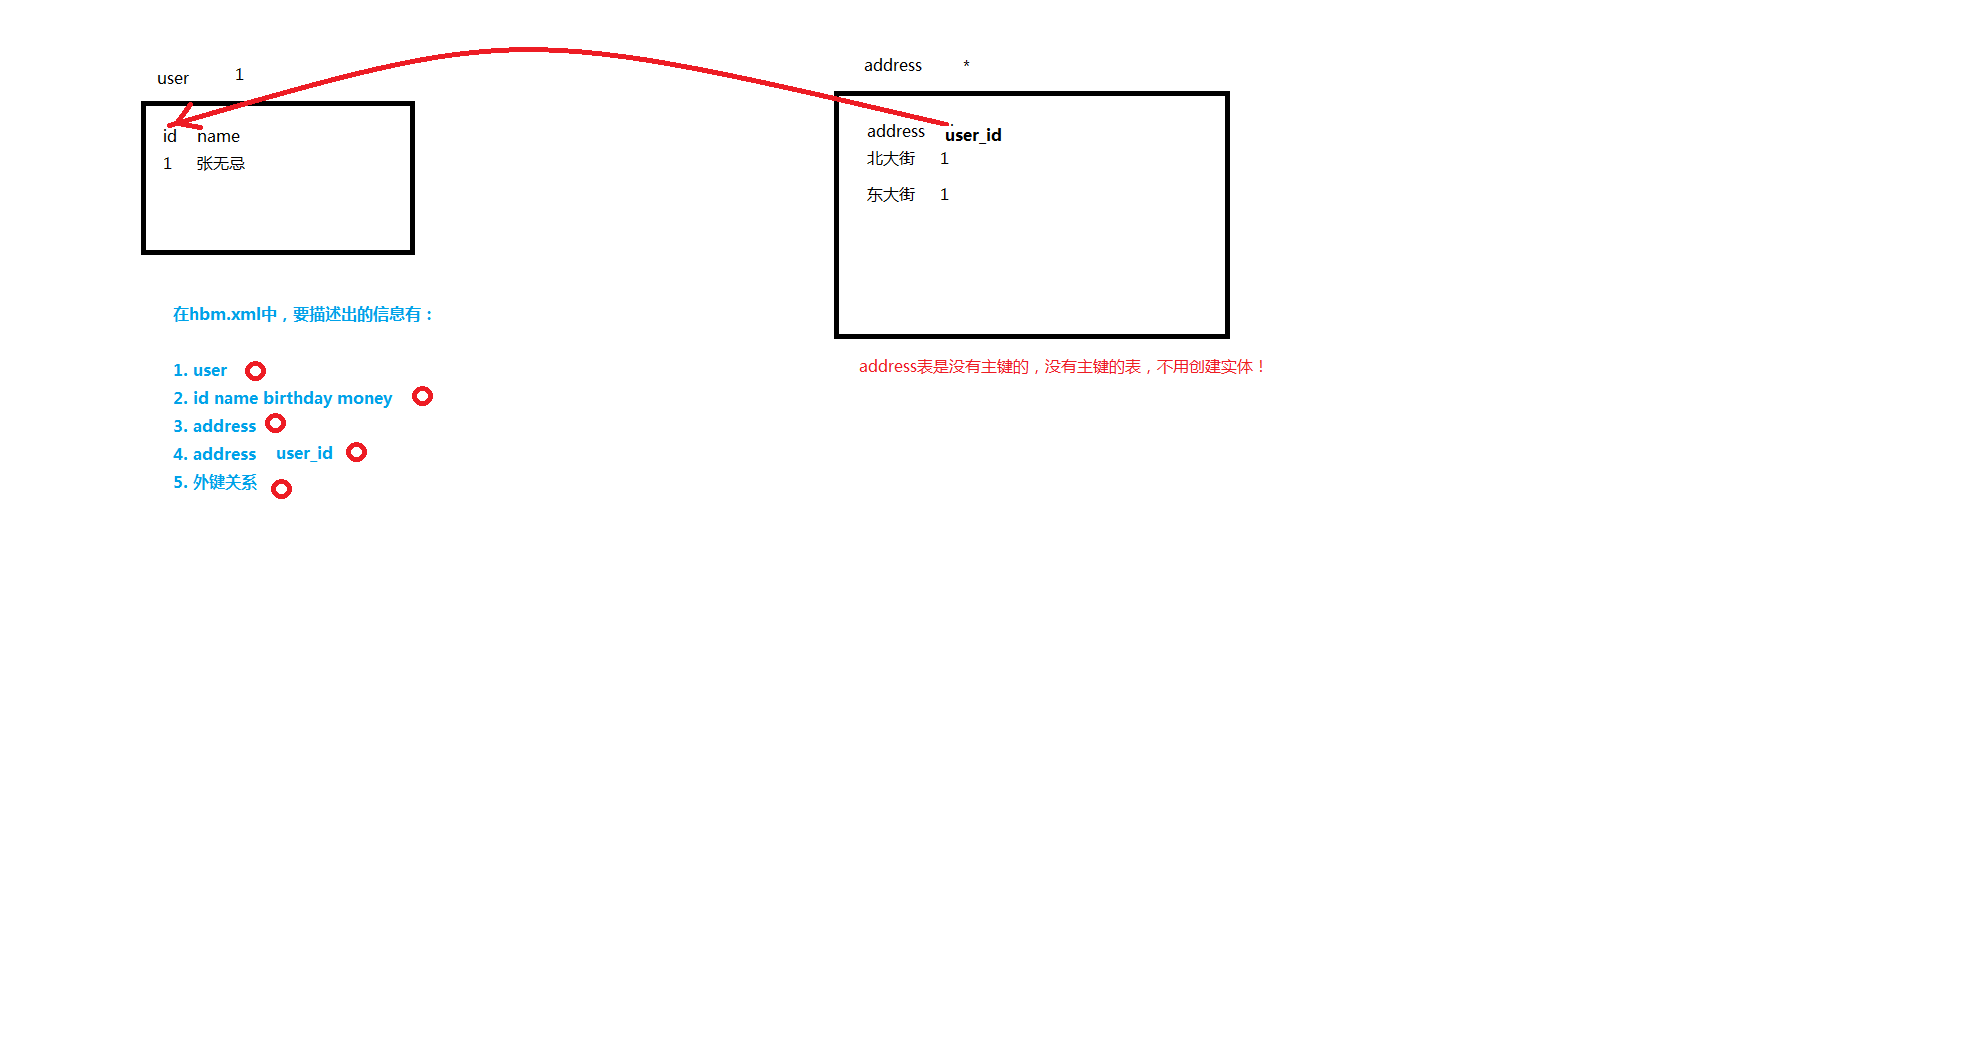 user 1
id name
1 张无忌
address *
address user_id
北大街 1
东大街 1
address表是没有主键的，没有主键的表，不用创建实体！
在hbm.xml中，要描述出的信息有：
1. user
2. id name birthday money
3. address
4. address user_id
5. 外键关系